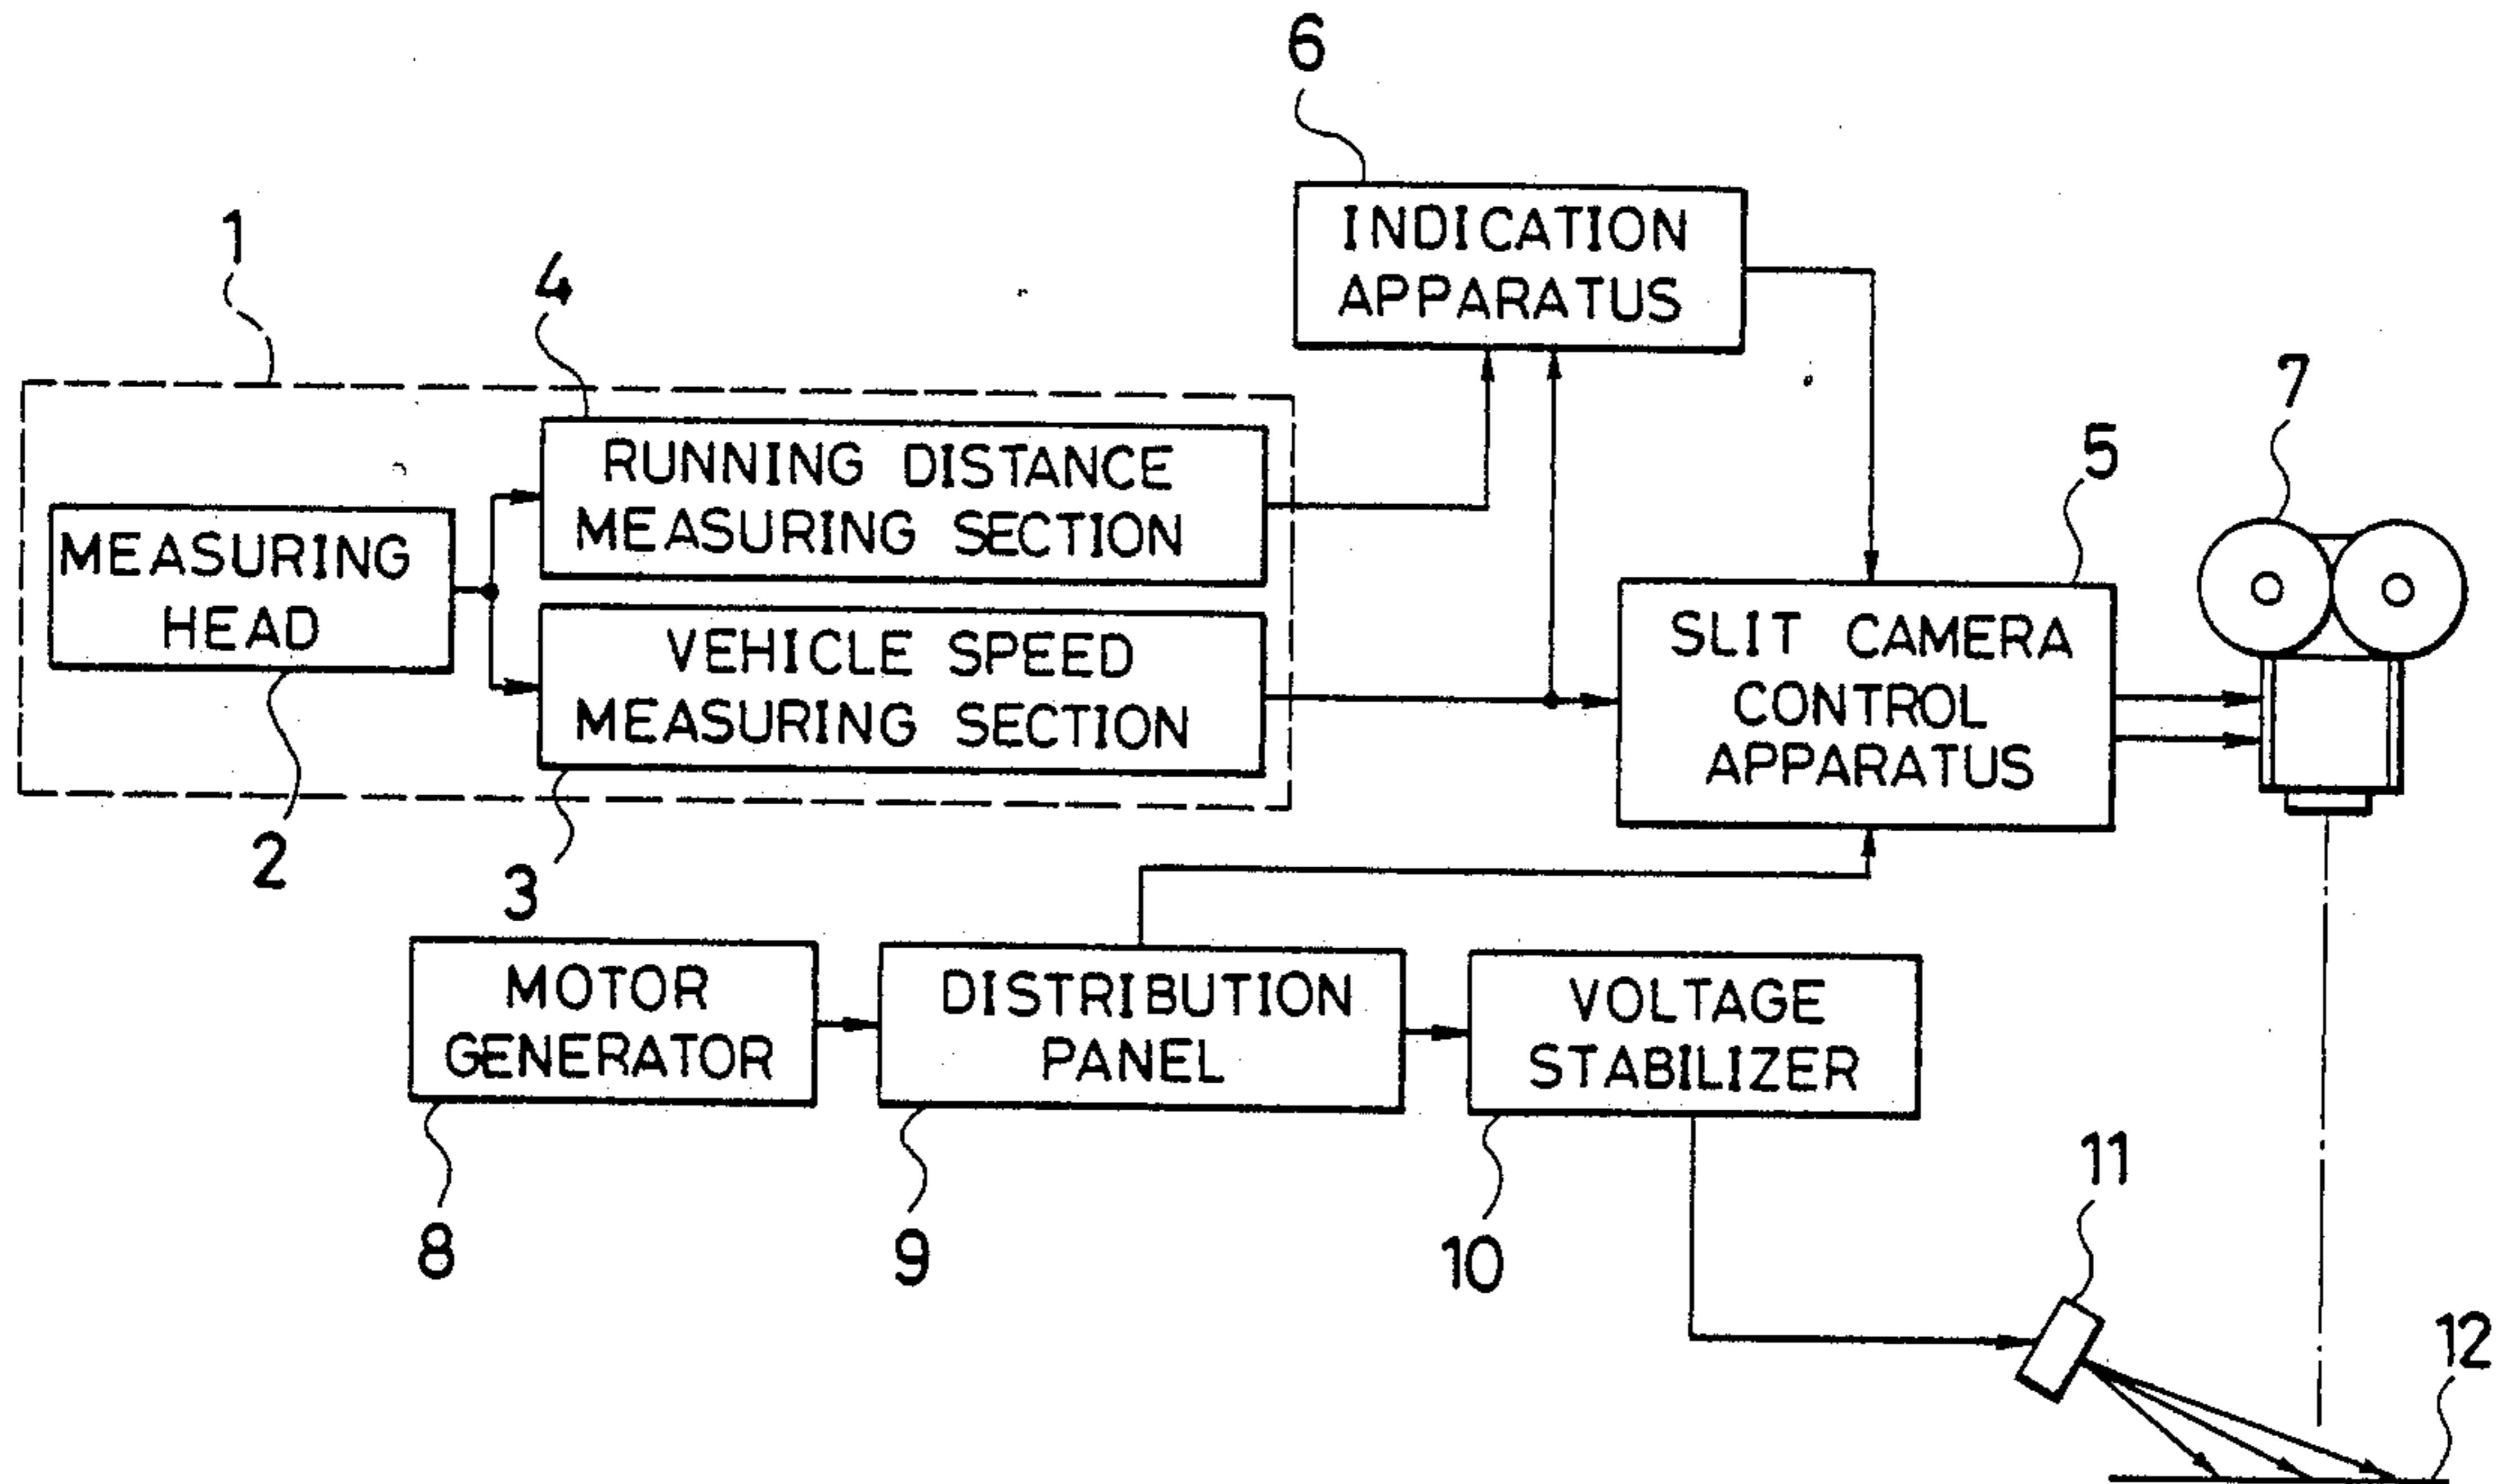 6
INDICATION
APPARATUS
1
4
7
5
RUNNING DISTANCE
MEASURING SECTION
MEASURING
HEAD
VEHICLE SPEED
MEASURING SECTION
SLIT CAMERA
CONTROL
APPARATUS
2
3
MOTOR
GENERATOR
DISTRIBUTION
PANEL
VOLTAGE
STABILIZER
8
9
10
11
12